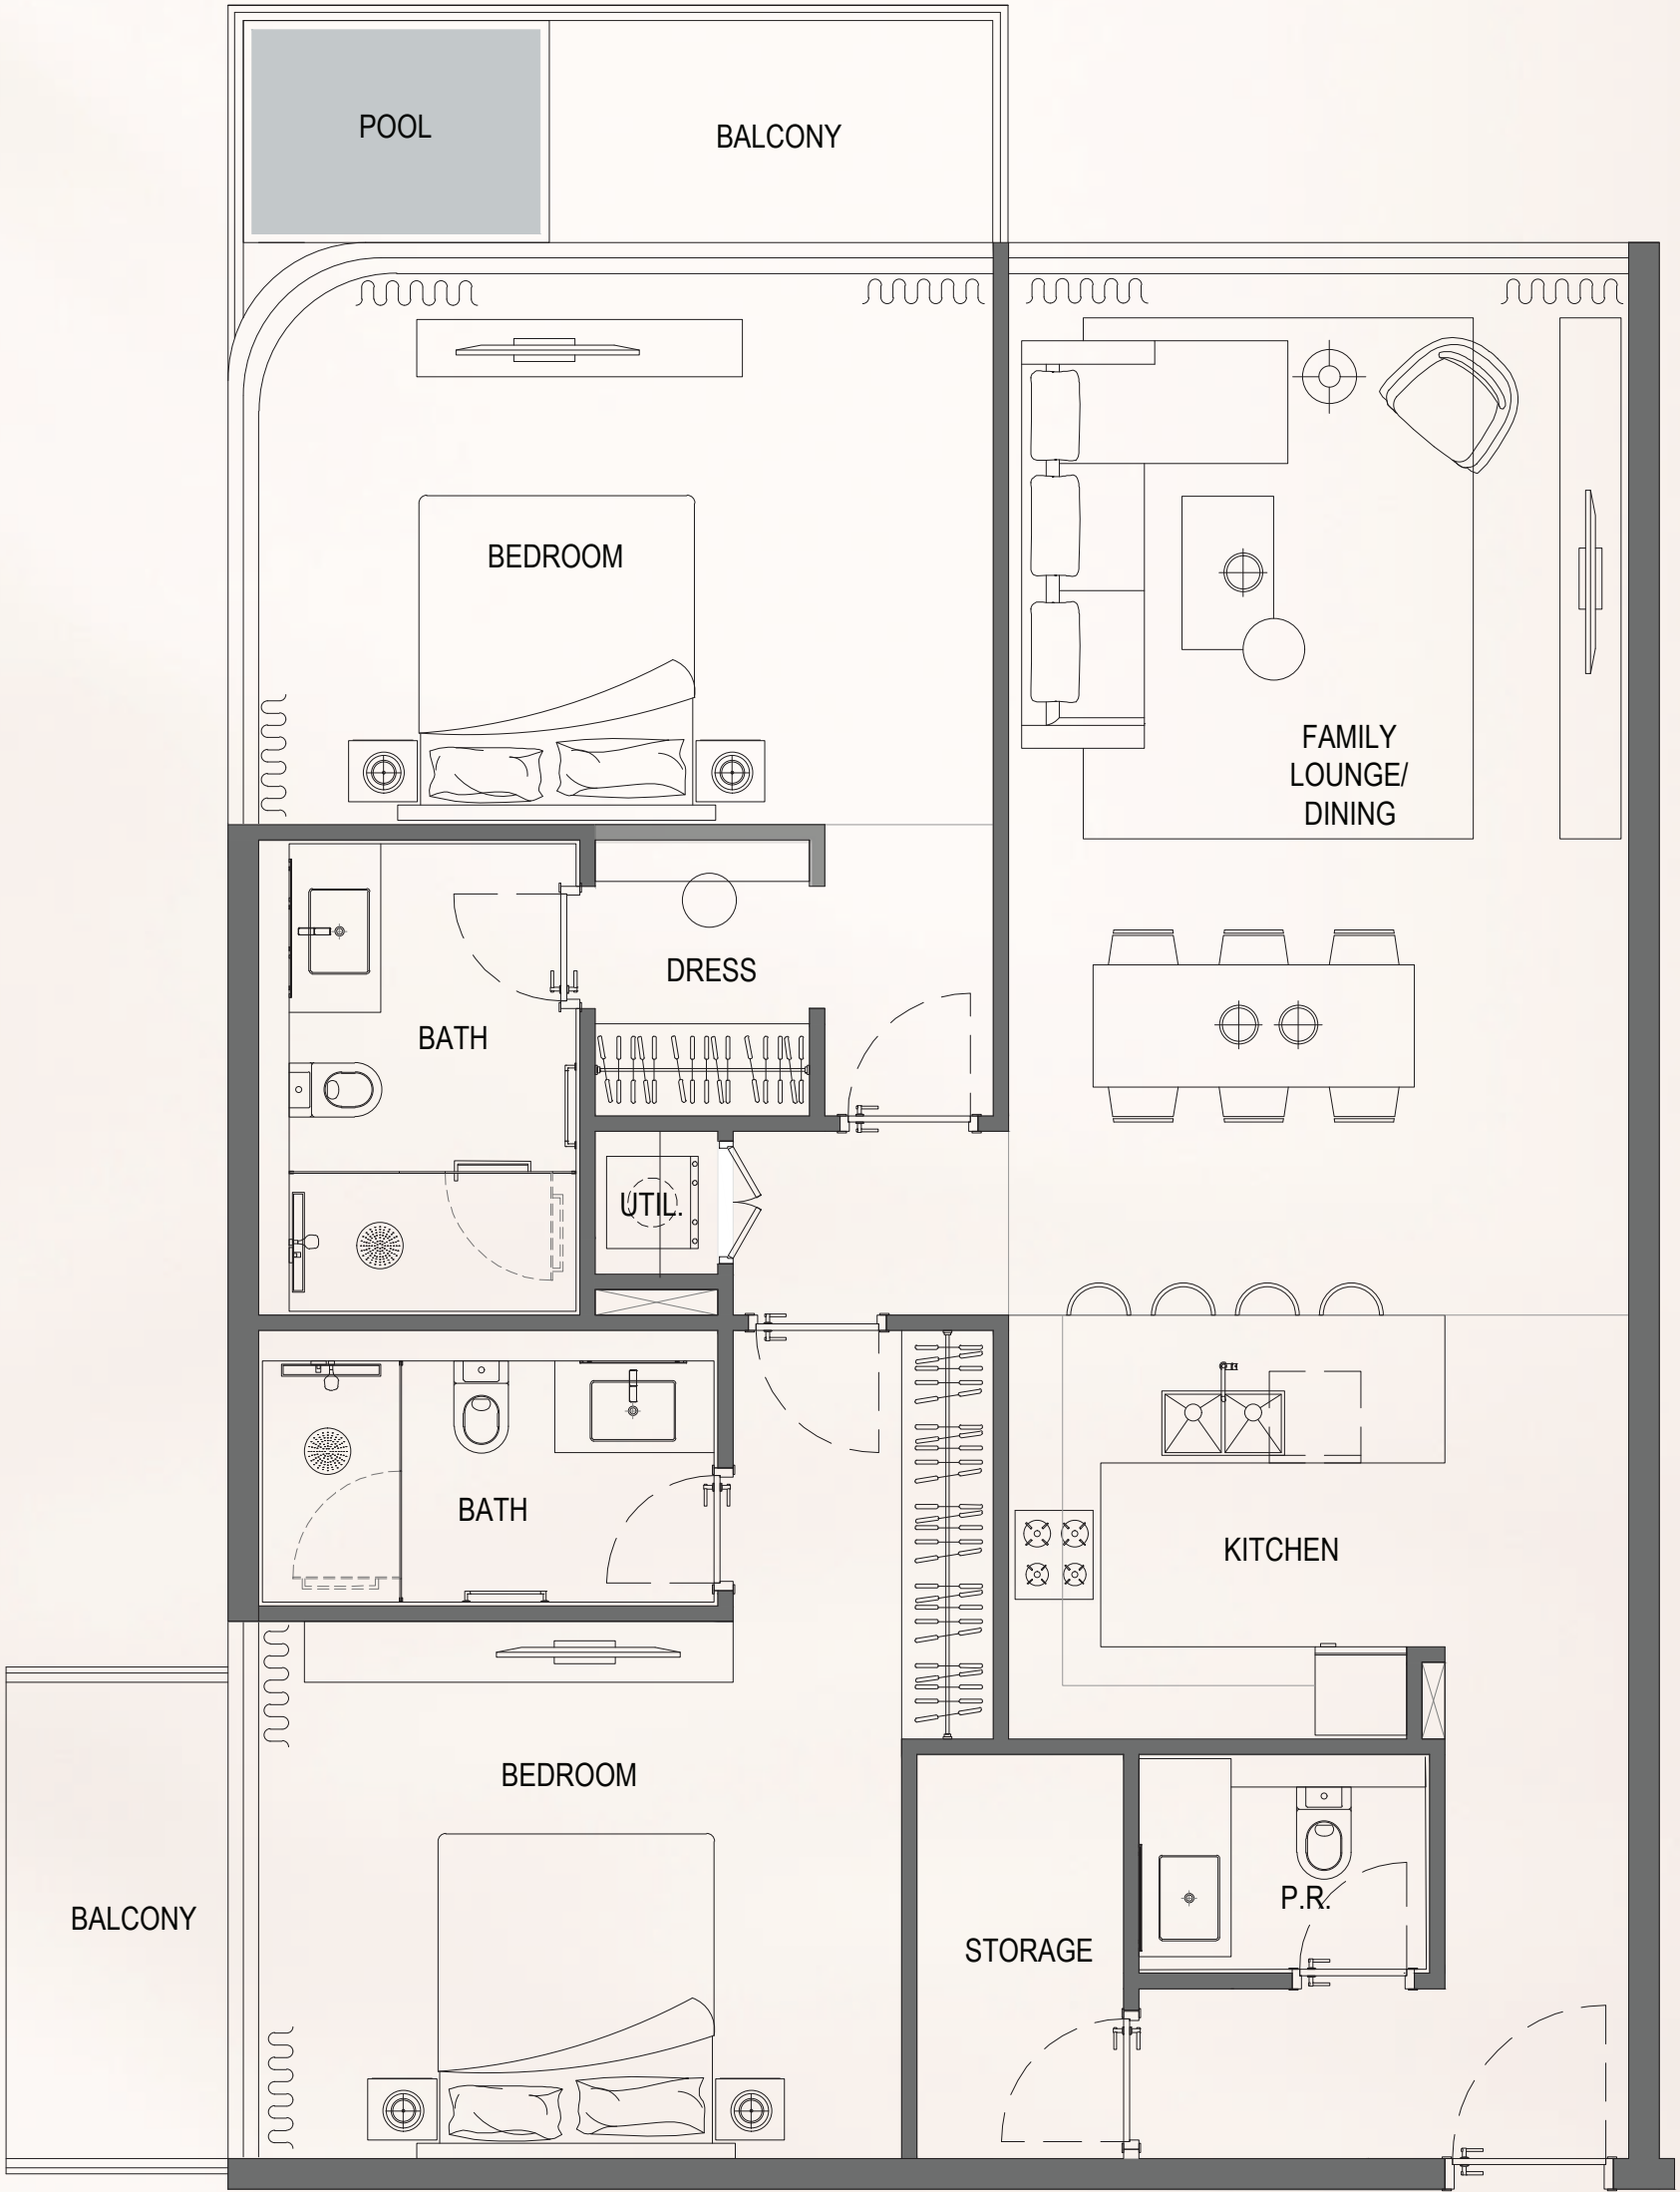 POOL
BALCONY
BEDROOM
FAMILY
LOUNGE/
DINING
DRESS
BATH
UTIL.
BATH
KITCHEN
BEDROOM
P.R.
BALCONY
STORAGE